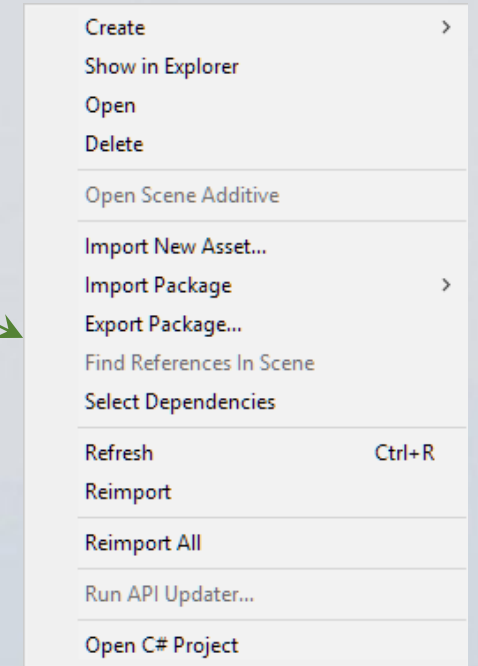 Create
Show in Explorer
Open
Delete
Open Scene Additive
Import New Asset...
Import Package
Export Package...
Find References In Scene
Select Dependencies
Refresh Ctrl+R
Reimport
Reimport All
Run API Updater...
Open C# Project